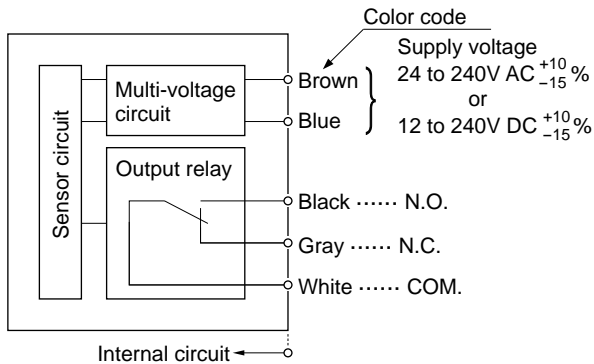 Color code
Supply voltage
24 to 240V AC +10 −15 %
or
12 to 240V DC +10 −15 %
Sensor circuit
Multi-voltage
circuit
Brown
Blue
Output relay
Black ······ N.O.
Gray ······ N.C.
White ······ COM.
Internal circuit